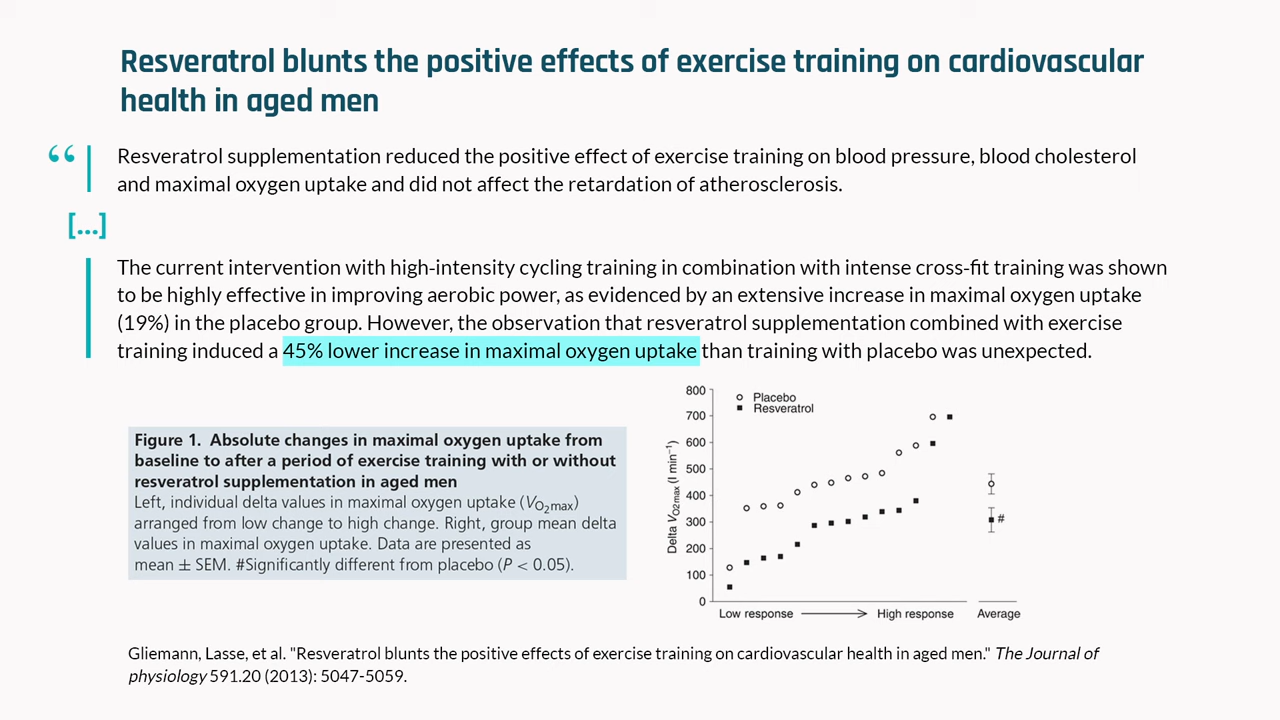 Resveratrol blunts the positive effects of exercise training on cardiovascular
health in aged men
“
Resveratrol supplementation reduced the positive effect of exercise training on blood pressure, blood cholesterol
and maximal oxygen uptake and did not affect the retardation of atherosclerosis.
[...]
The current intervention with high-intensity cycling training in combination with intense cross-fit training was shown
to be highly effective in improving aerobic power, as evidenced by an extensive increase in maximal oxygen uptake
(19%) in the placebo group. However, the observation that resveratrol supplementation combined with exercise
training induced a 45% lower increase in maximal oxygen uptake than training with placebo was unexpected.
Figure 1. Absolute changes in maximal oxygen uptake from
baseline to after a period of exercise training with or without
resveratrol supplementation in aged men
Left, individual delta values in maximal oxygen uptake (VO2max)
arranged from low change to high change. Right, group mean delta
values in maximal oxygen uptake. Data are presented as
mean ± SEM. #Significantly different from placebo (P < 0.05).
Placebo
Resveratrol
Delta VO2max (l min⁻¹)
800
700
600
500
400
300
200
100
0
#
Low response
High response
Average
Gliemann, Lasse, et al. "Resveratrol blunts the positive effects of exercise training on cardiovascular health in aged men." The Journal of
physiology 591.20 (2013): 5047-5059.